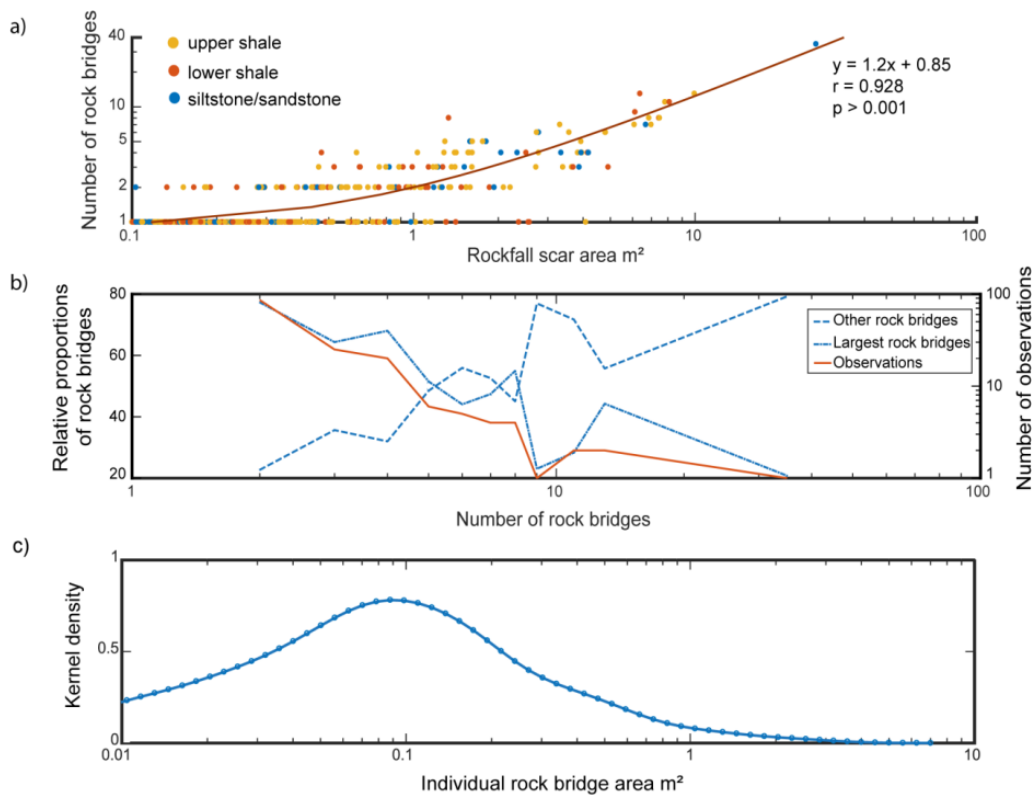 a)
Number of rock bridges
40
10
5
2
1
upper shale
lower shale
siltstone/sandstone
y = 1.2x + 0.85
r = 0.928
p > 0.001
0.1
1
10
100
Rockfall scar area m²
b)
Relative proportions
of rock bridges
80
60
40
20
Other rock bridges
Largest rock bridges
Observations
100
10
1
Number of observations
1
10
100
Number of rock bridges
c)
Kernel density
1
0.5
0
0.01
0.1
1
10
Individual rock bridge area m²